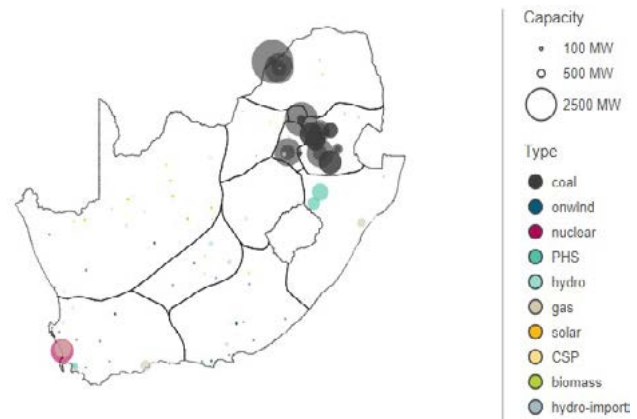 Capacity
100 MW
500 MW
2500 MW
Type
coal
onwind
nuclear
PHS
hydro
gas
solar
CSP
biomass
hydro-import